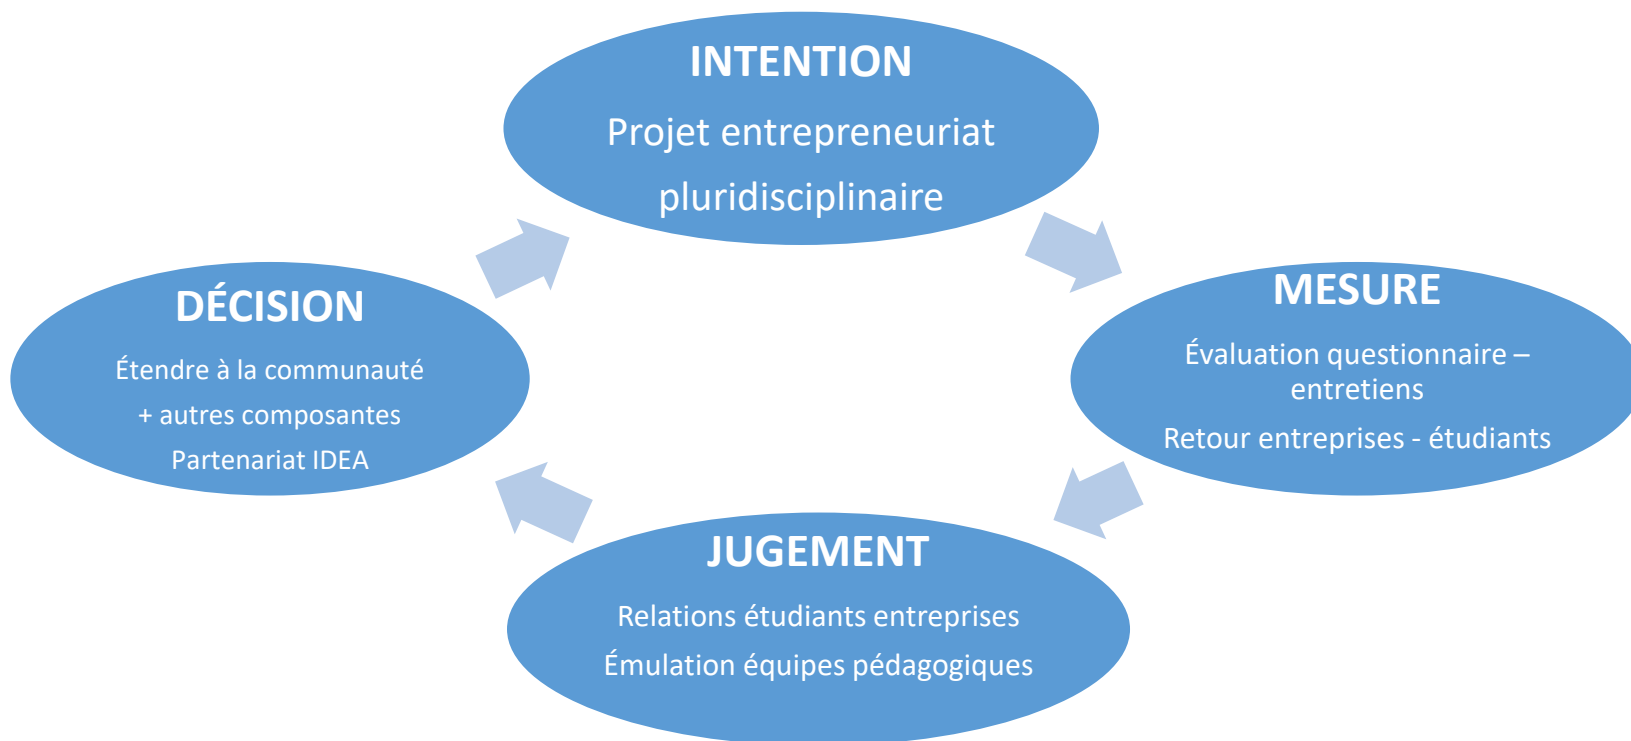 INTENTION
Projet entrepreneuriat
pluridisciplinaire
MESURE
Évaluation questionnaire –
entretiens
Retour entreprises - étudiants
JUGEMENT
Relations étudiants entreprises
Émulation équipes pédagogiques
DÉCISION
Étendre à la communauté
+ autres composantes
Partenariat IDEA